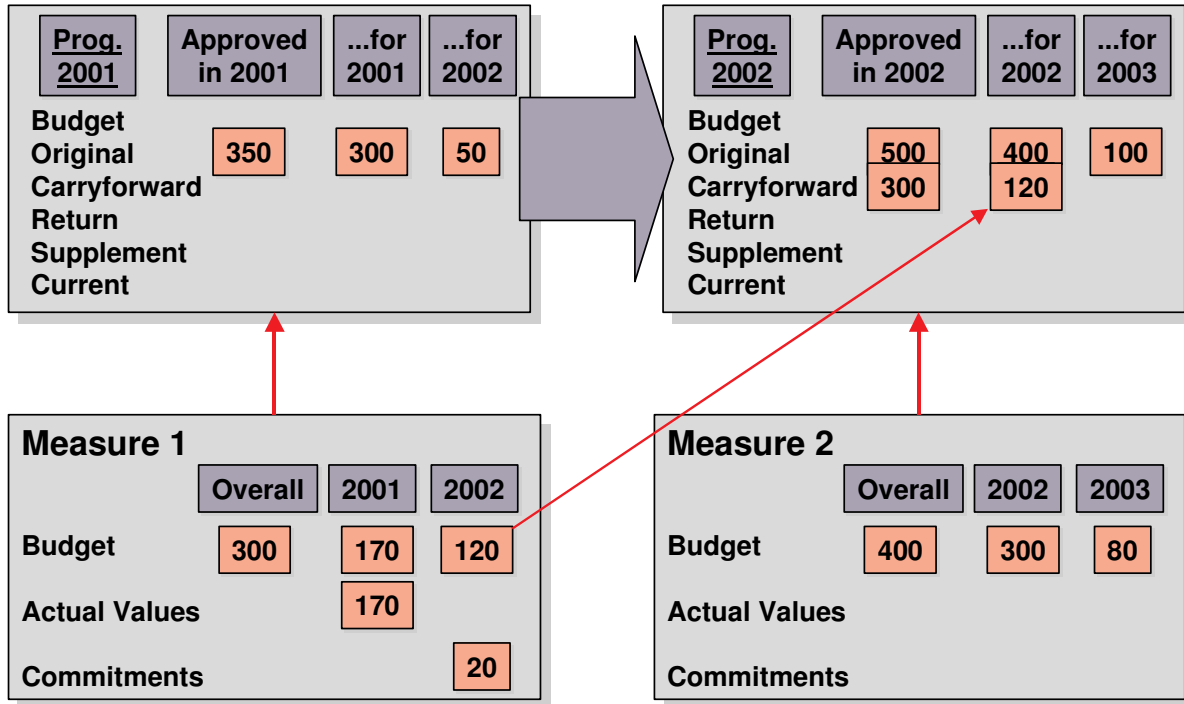 Prog. 2001 Approved in 2001 ...for 2001 ...for 2002
Budget
Original 350 300 50
Carryforward
Return
Supplement
Current
Prog. 2002 Approved in 2002 ...for 2002 ...for 2003
Budget
Original 500 400 100
Carryforward 300 120
Return
Supplement
Current
Measure 1
Overall 2001 2002
Budget 300 170 120
Actual Values 170
Commitments 20
Measure 2
Overall 2002 2003
Budget 400 300 80
Actual Values
Commitments